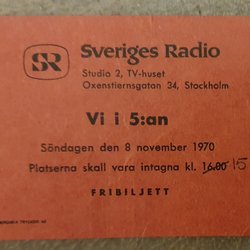 SR Sveriges Radio
Studio 2, TV-huset
Oxenstiernsgatan 34, Stockholm
Vi i 5:an
Söndagen den 8 november 1970
Platserna skall vara intagna kl. 16.00 15
FRIBILJETT